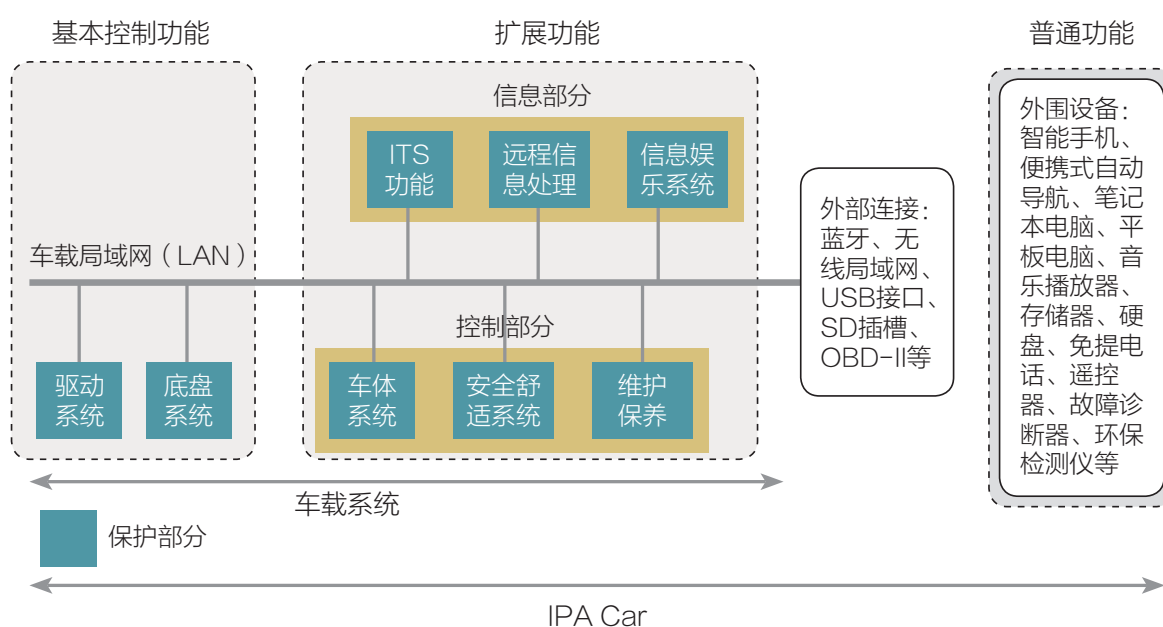 基本控制功能
扩展功能
普通功能
信息部分
ITS
功能
远程信
息处理
信息娱
乐系统
车载局域网（LAN）
控制部分
驱动
系统
底盘
系统
车体
系统
安全舒
适系统
维护
保养
外部连接：
蓝牙、无
线局域网、
USB接口、
SD插槽、
OBD-II等
外围设备：
智能手机、
便携式自动
导航、笔记
本电脑、平
板电脑、音
乐播放器、
存储器、硬
盘、免提电
话、遥控
器、故障诊
断器、环保
检测仪等
车载系统
保护部分
IPA Car